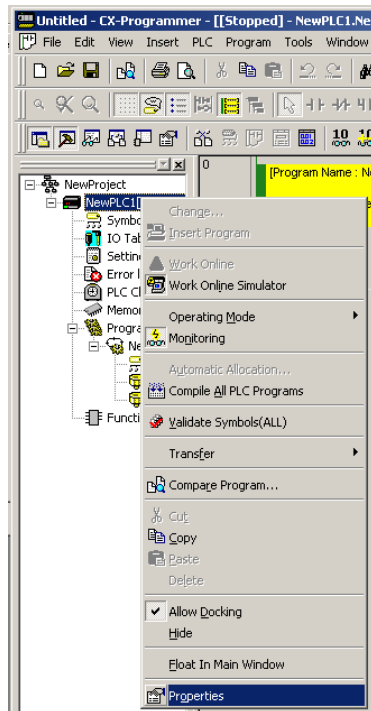 Untitled - CX-Programmer - [[Stopped] - NewPLC1.Ne
File Edit View Insert PLC Program Tools Window
10 16
0
[Program Name : N
NewProject
NewPLC1[
Symbo
IO Tab
Settin
Error l
PLC Cl
Memor
Progra
Ne
Functi
Change...
Insert Program
Work Online
Work Online Simulator
Operating Mode
Monitoring
Automatic Allocation...
Compile All PLC Programs
Validate Symbols(ALL)
Transfer
Compare Program...
Cut
Copy
Paste
Delete
Allow Docking
Hide
Float In Main Window
Properties